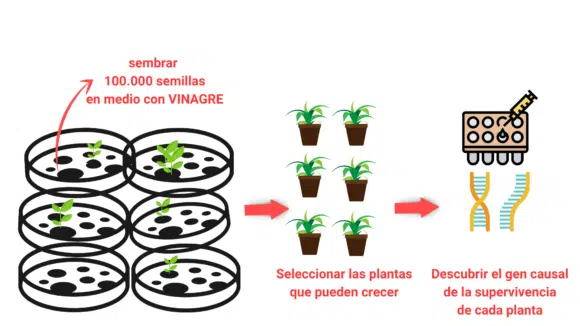 sembrar
100.000 semillas
en medio con VINAGRE
Seleccionar las plantas
que pueden crecer
Descubrir el gen causal
de la supervivencia
de cada planta